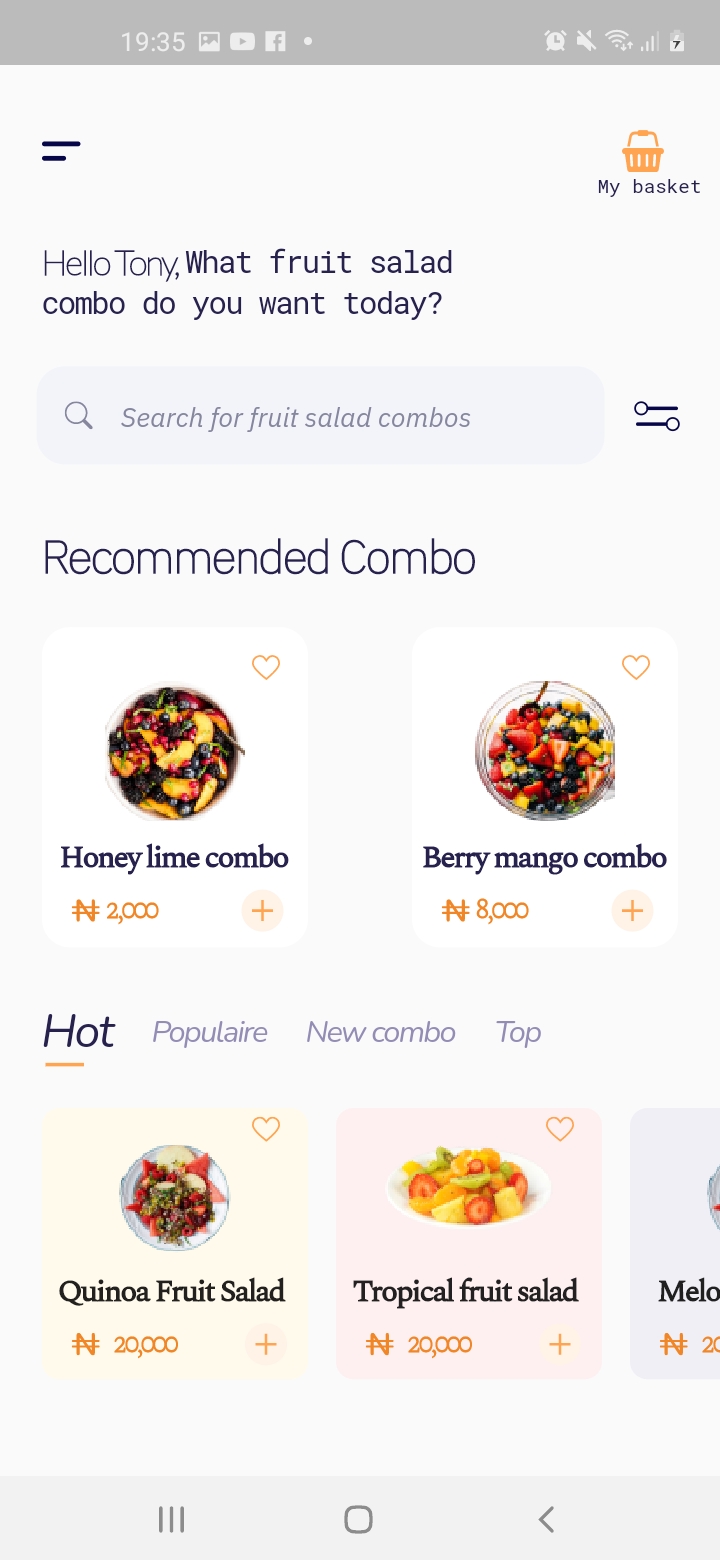 19:35
My basket
Hello Tony, What fruit salad
combo do you want today?
Search for fruit salad combos
Recommended Combo
Honey lime combo
Berry mango combo
₦ 2,000
₦ 8,000
Hot Populaire New combo Top
Quinoa Fruit Salad
Tropical fruit salad
Melo
₦ 20,000
₦ 20,000
₦ 20